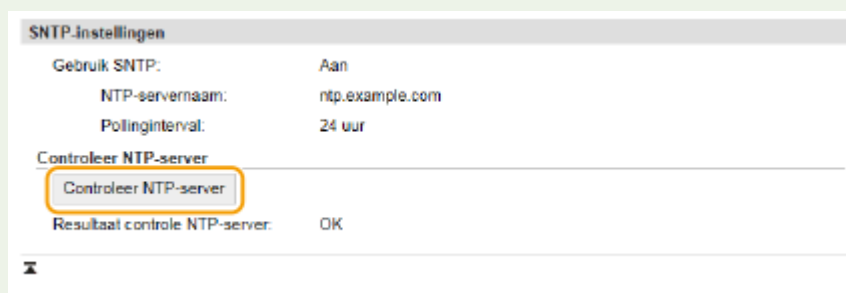 SNTP-instellingen
Gebruik SNTP: Aan
NTP-servernaam: ntp.example.com
Pollinginterval: 24 uur
Controleer NTP-server
Controleer NTP-server
Resultaat controle NTP-server: OK